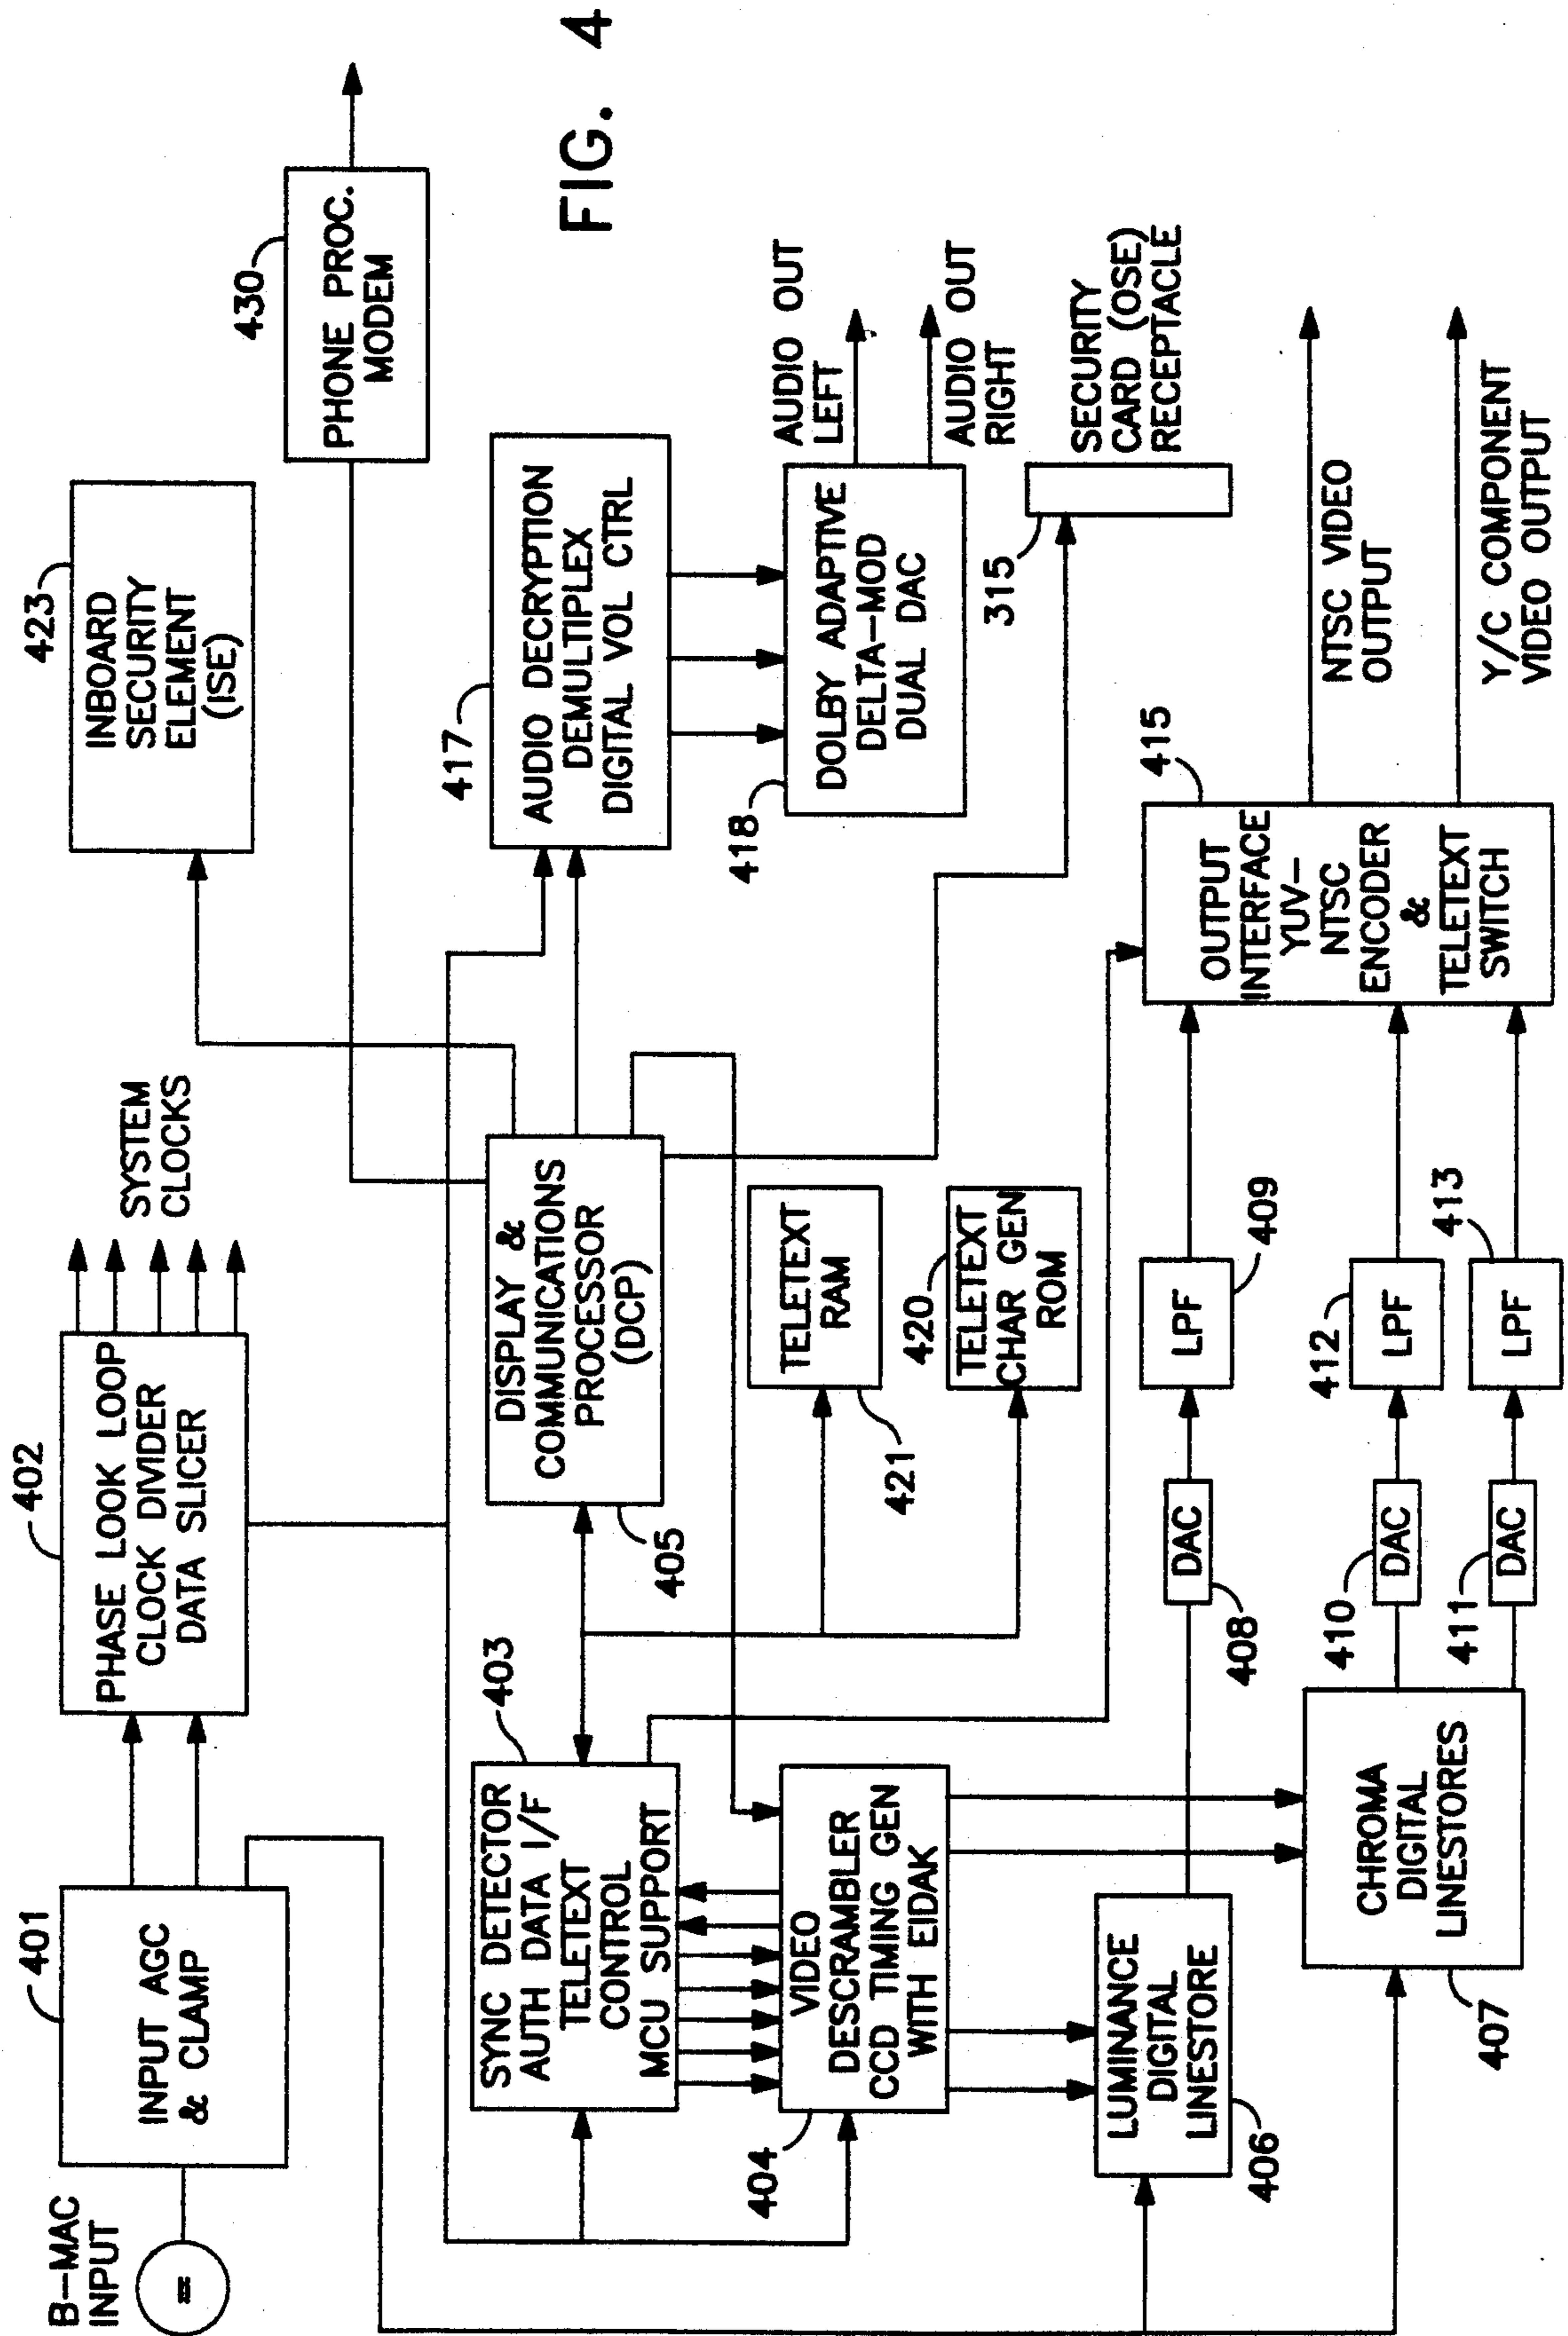 B-MAC
INPUT
=
401
INPUT AGC
& CLAMP
402
PHASE LOOK LOOP
CLOCK DIVIDER
DATA SLICER
SYSTEM
CLOCKS
423
INBOARD
SECURITY
ELEMENT
(ISE)
430
PHONE PROC.
MODEM
403
SYNC DETECTOR
AUTH DATA I/F
TELETEXT
CONTROL
MCU SUPPORT
DISPLAY &
COMMUNICATIONS
PROCESSOR
(DCP)
405
417
AUDIO DECRYPTION
DEMULTIPLEX
DIGITAL VOL CTRL
FIG. 4
404
VIDEO
DESCRAMBLER
CCD TIMING GEN
WITH EIDAK
TELETEXT
RAM
421
420
TELETEXT
CHAR GEN
ROM
418
DOLBY ADAPTIVE
DELTA-MOD
DUAL DAC
AUDIO OUT
LEFT
AUDIO OUT
RIGHT
315
SECURITY
CARD (OSE)
RECEPTACLE
LUMINANCE
DIGITAL
LINESTORE
406
DAC
408
LPF
409
415
OUTPUT
INTERFACE
YUV-
NTSC
ENCODER
&
TELETEXT
SWITCH
NTSC VIDEO
OUTPUT
CHROMA
DIGITAL
LINESTORES
407
410
DAC
412
LPF
411
DAC
413
LPF
Y/C COMPONENT
VIDEO OUTPUT